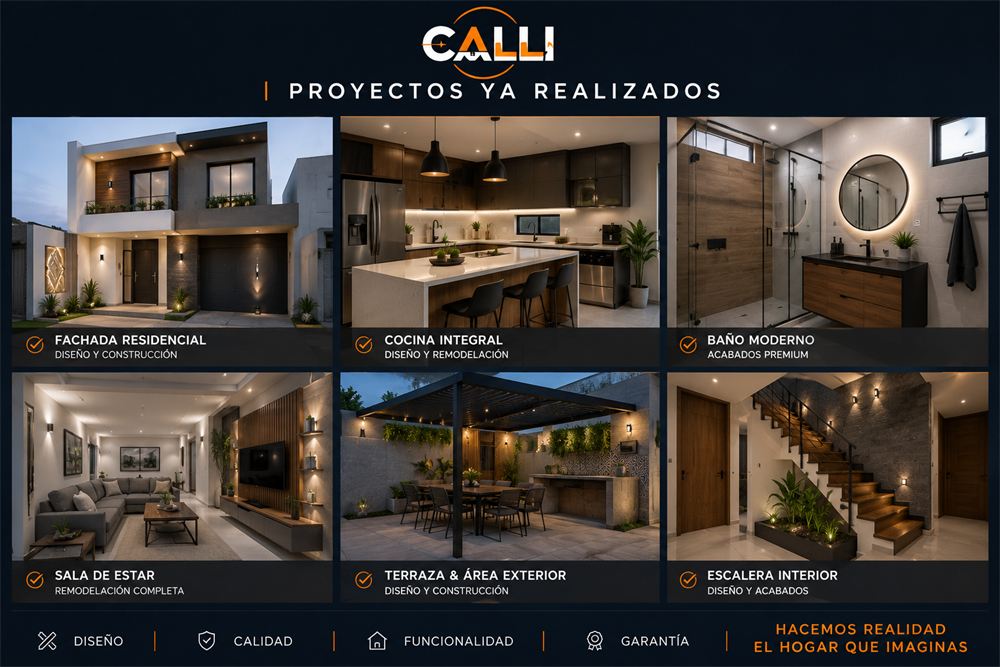 CALLI
PROYECTOS YA REALIZADOS
FACHADA RESIDENCIAL
DISEÑO Y CONSTRUCCIÓN
COCINA INTEGRAL
DISEÑO Y REMODELACIÓN
BAÑO MODERNO
ACABADOS PREMIUM
SALA DE ESTAR
REMODELACIÓN COMPLETA
TERRAZA & ÁREA EXTERIOR
DISEÑO Y CONSTRUCCIÓN
ESCALERA INTERIOR
DISEÑO Y ACABADOS
DISEÑO
CALIDAD
FUNCIONALIDAD
GARANTÍA
HACEMOS REALIDAD
EL HOGAR QUE IMAGINAS